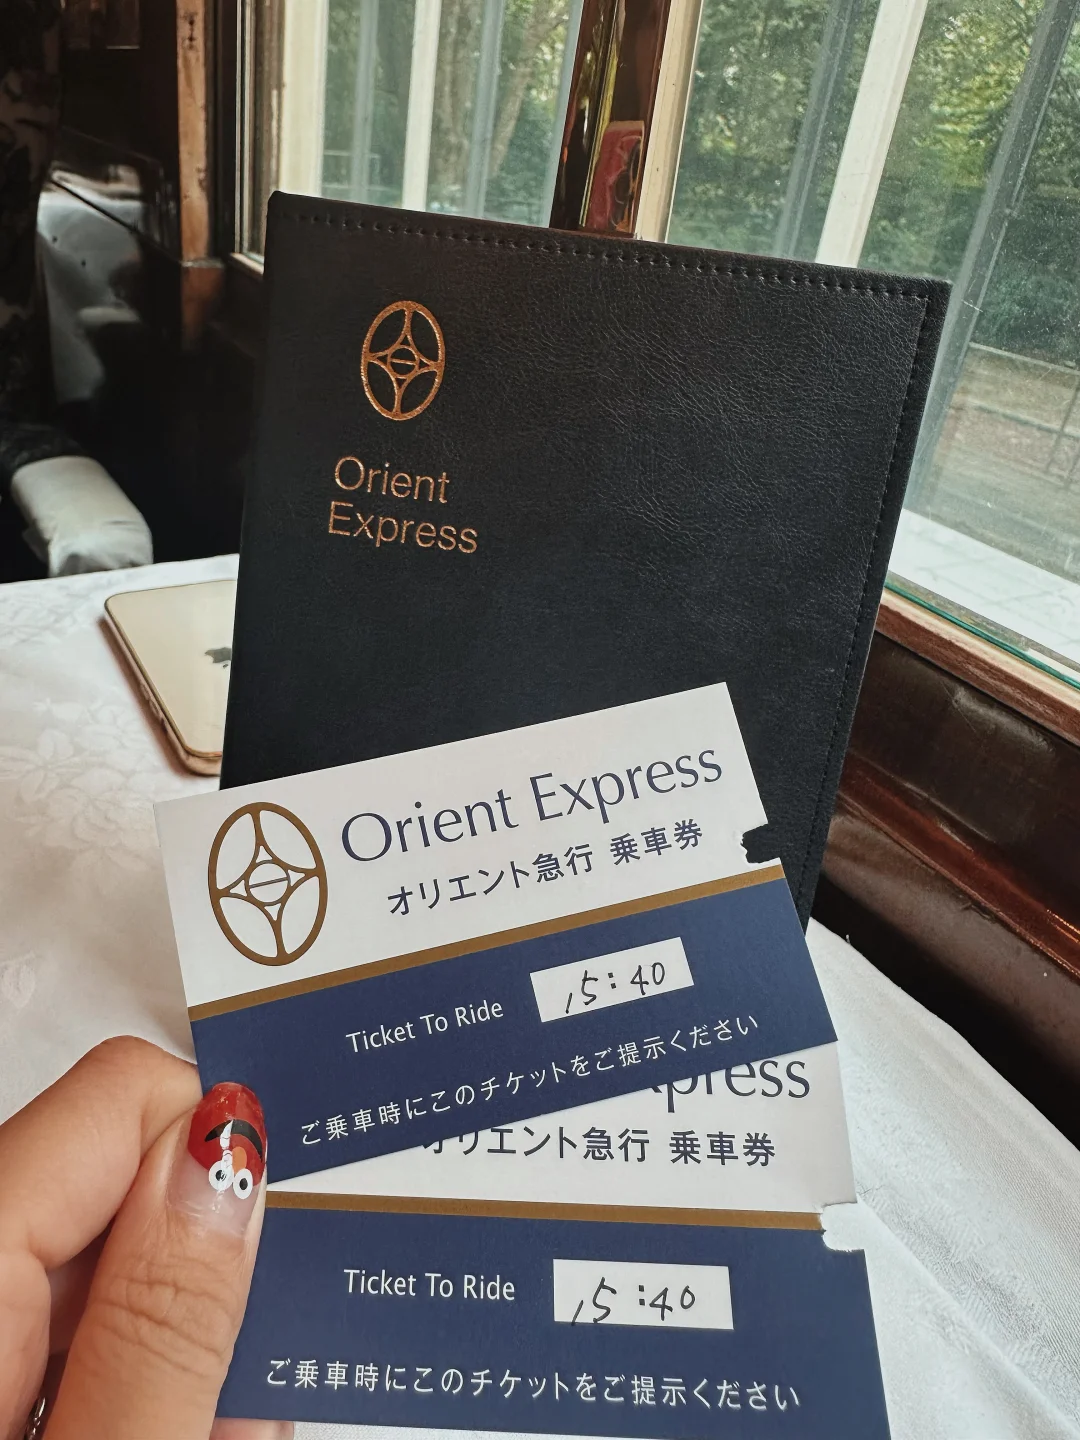 Orient
Express
Orient Express
オリエント急行 乗車券
Ticket To Ride 15:40
ご乗車時にこのチケットをご提示ください
オリエント急行 乗車券
Ticket To Ride 15:40
ご乗車時にこのチケットをご提示ください